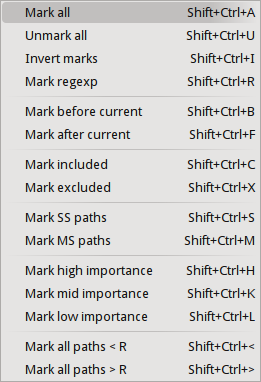 Mark all Shift+Ctrl+A
Unmark all Shift+Ctrl+U
Invert marks Shift+Ctrl+I
Mark regexp Shift+Ctrl+R
Mark before current Shift+Ctrl+B
Mark after current Shift+Ctrl+F
Mark included Shift+Ctrl+C
Mark excluded Shift+Ctrl+X
Mark SS paths Shift+Ctrl+S
Mark MS paths Shift+Ctrl+M
Mark high importance Shift+Ctrl+H
Mark mid importance Shift+Ctrl+K
Mark low importance Shift+Ctrl+L
Mark all paths < R Shift+Ctrl+<
Mark all paths > R Shift+Ctrl+>